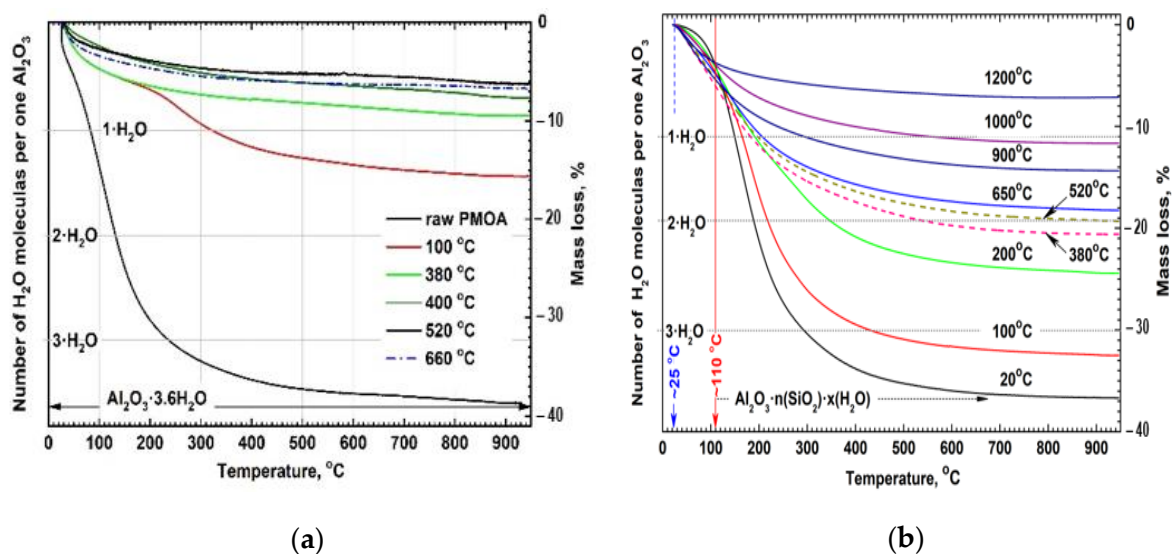 Number of H₂O moleculas per one Al₂O₃
1·H₂O
2·H₂O
3·H₂O
raw PMOA
100 °C
380 °C
400 °C
520 °C
660 °C
Al₂O₃·3.6H₂O
0
-10
-20
-30
-40
Mass loss, %
0 100 200 300 400 500 600 700 800 900
Temperature, °C
(a)
Number of H₂O moleculas per one Al₂O₃
1·H₂O
2·H₂O
3·H₂O
1200°C
1000°C
900°C
650°C
520°C
380°C
200°C
100°C
20°C
~25 °C
~110 °C
Al₂O₃·n(SiO₂)·x(H₂O)
0
-10
-20
-30
-40
Mass loss, %
0 100 200 300 400 500 600 700 800 900
Temperature, °C
(b)